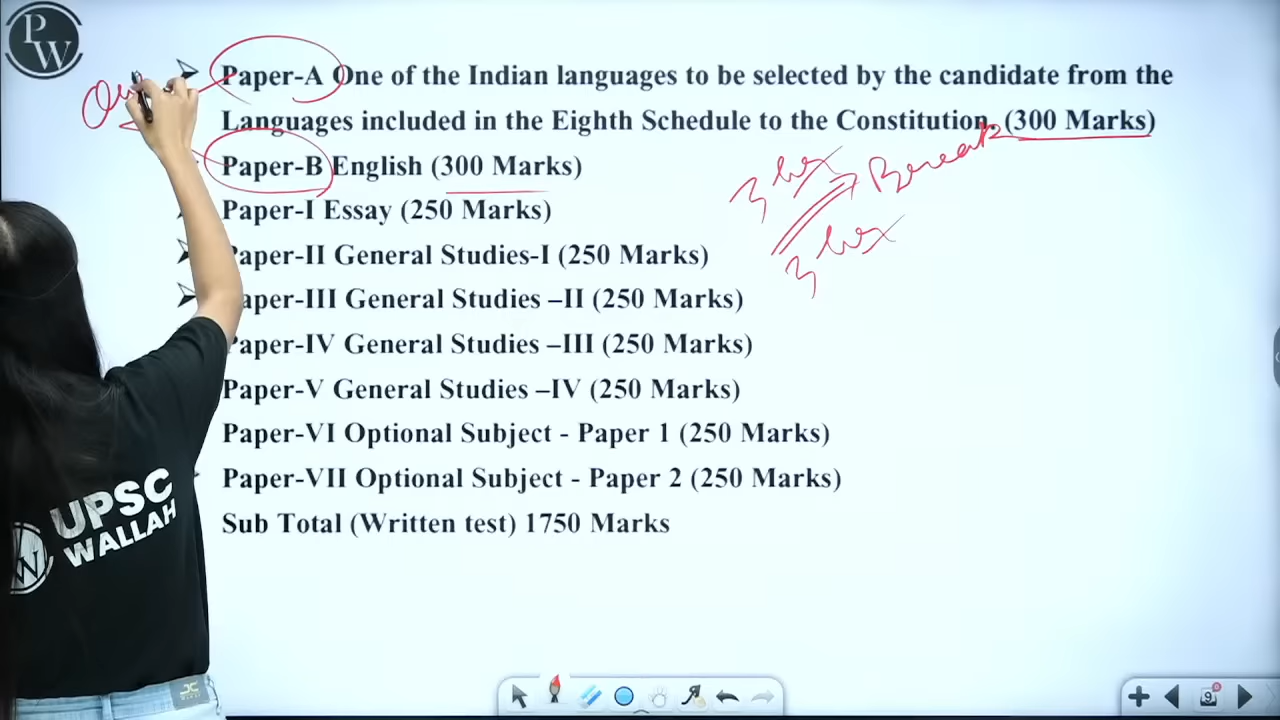 PW
Paper-A One of the Indian languages to be selected by the candidate from the
Languages included in the Eighth Schedule to the Constitution. (300 Marks)
Paper-B English (300 Marks)
Paper-I Essay (250 Marks)
Paper-II General Studies-I (250 Marks)
Paper-III General Studies –II (250 Marks)
Paper-IV General Studies –III (250 Marks)
Paper-V General Studies –IV (250 Marks)
Paper-VI Optional Subject - Paper 1 (250 Marks)
Paper-VII Optional Subject - Paper 2 (250 Marks)
Sub Total (Written test) 1750 Marks
3 hrs
Break
3 hrs
UPSC
WALLAH
9